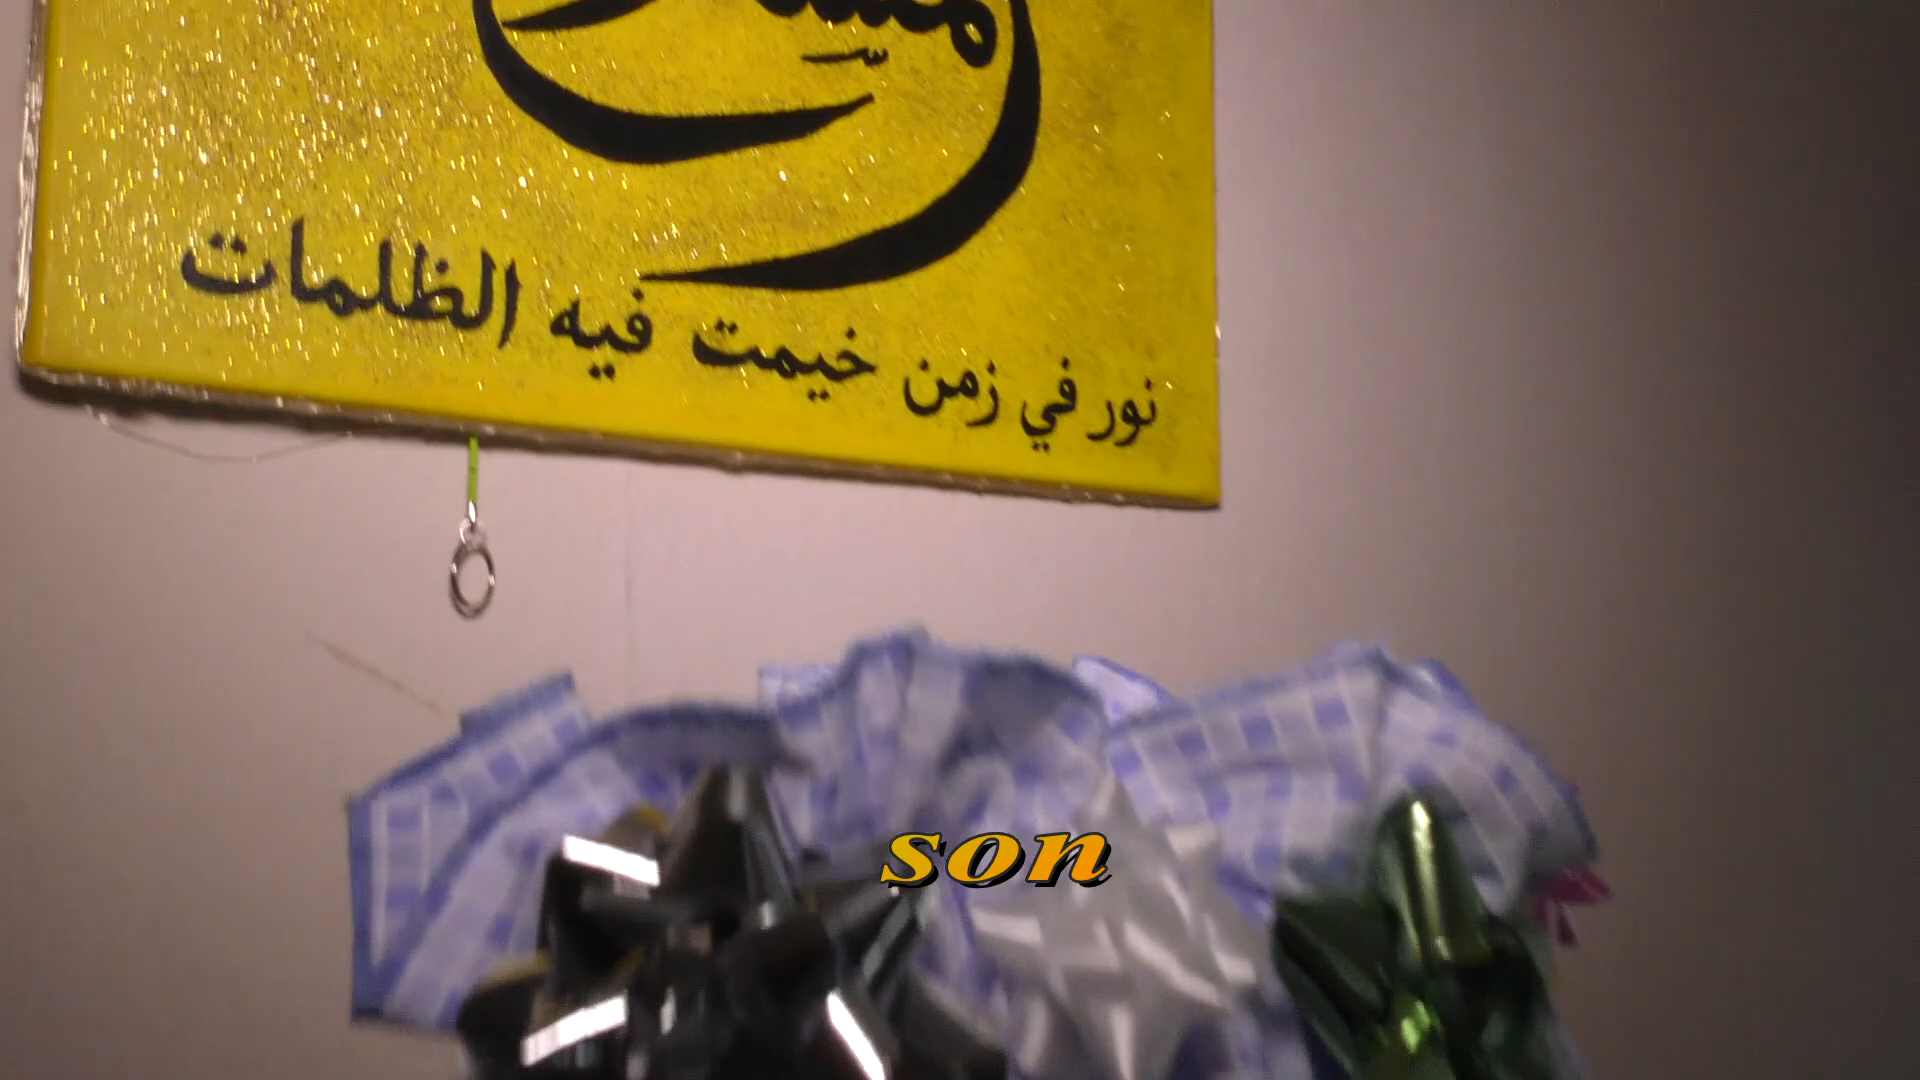 نور في زمن خيمت فيه الظلمات
son